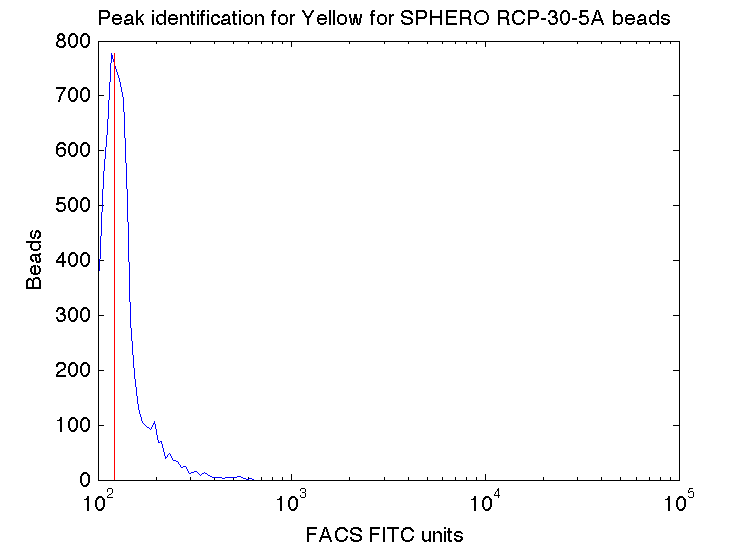 Peak identification for Yellow for SPHERO RCP-30-5A beads
800
700
600
500
400
300
200
100
0
Beads
10^2 10^3 10^4 10^5
FACS FITC units